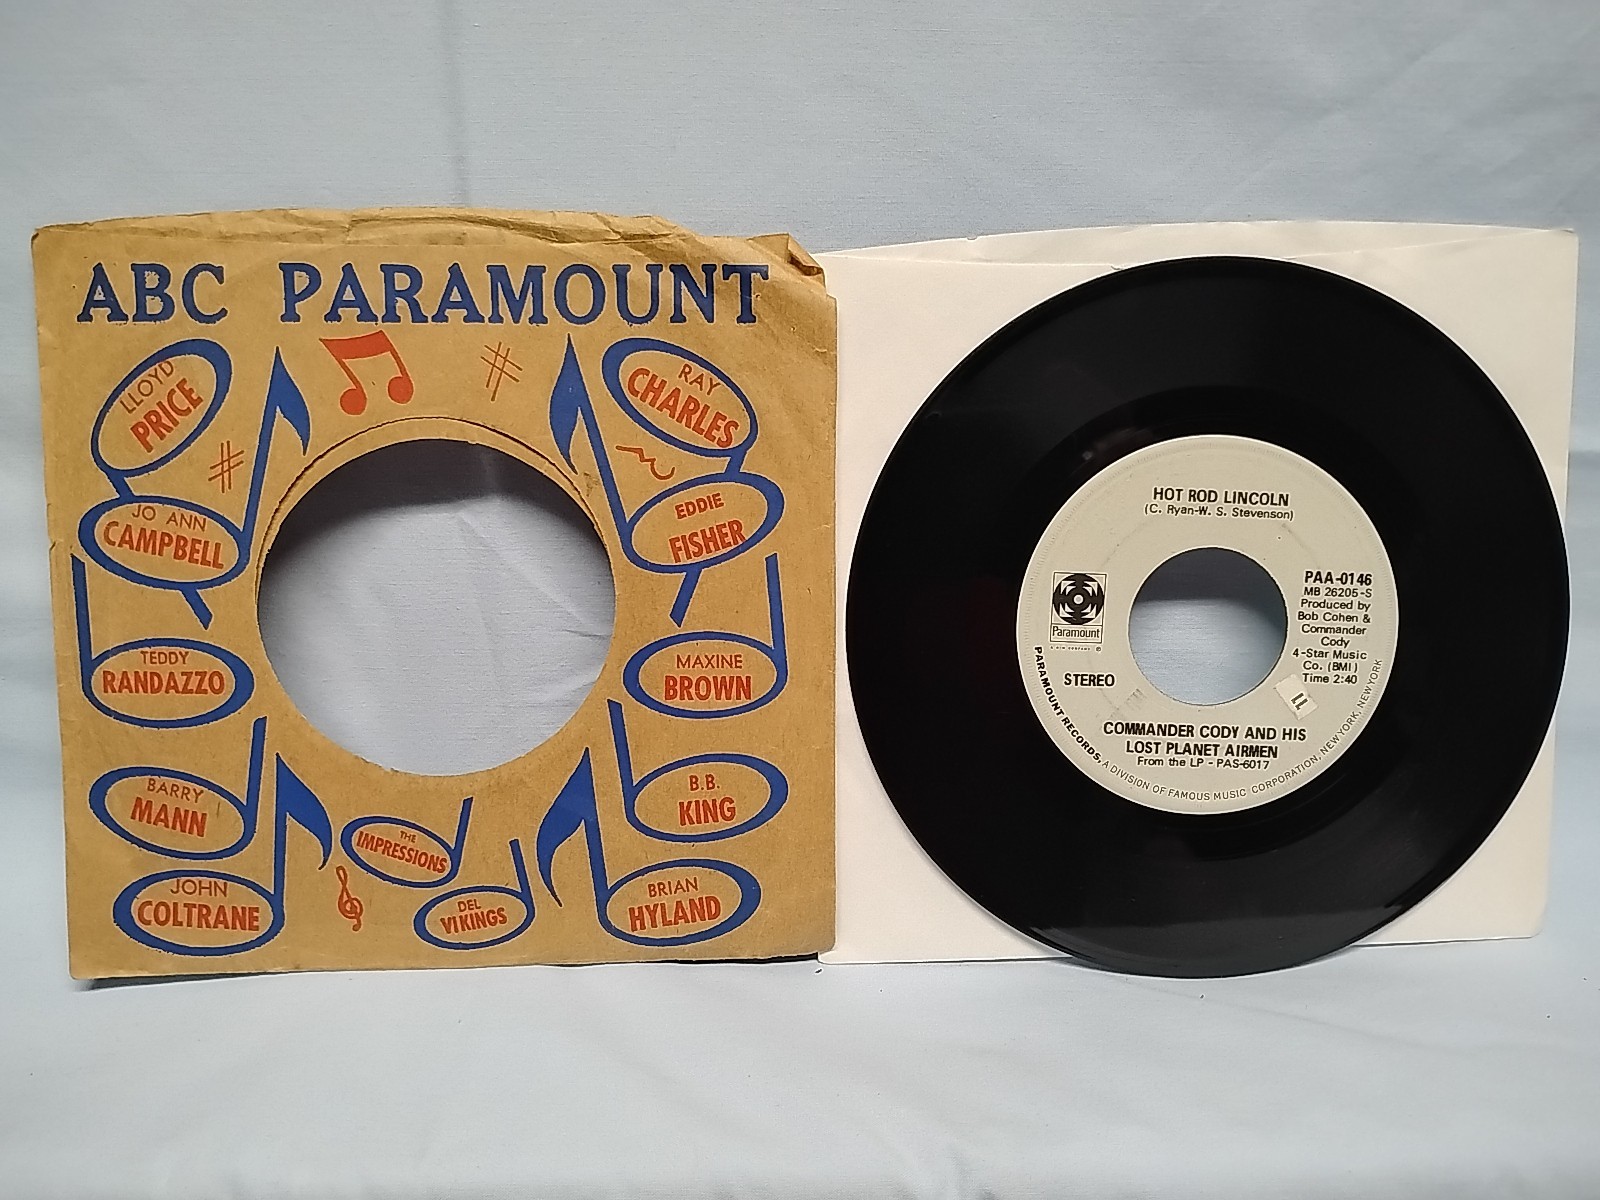 ABC PARAMOUNT
LLOYD
PRICE
RAY
CHARLES
JO ANN
CAMPBELL
EDDIE
FISHER
TEDDY
RANDAZZO
MAXINE
BROWN
BARRY
MANN
B.B.
KING
THE
IMPRESSIONS
JOHN
COLTRANE
DEL
VIKINGS
BRIAN
HYLAND
HOT ROD LINCOLN
(C. Ryan-W. S. Stevenson)
Paramount
STEREO
PAA-0146
MB 26205-S
Produced by
Bob Cohen &
Commander
Cody
4-Star Music
Co. (BMI)
Time 2:40
LL
COMMANDER CODY AND HIS
LOST PLANET AIRMEN
From the LP - PAS-6017
PARAMOUNT RECORDS, A DIVISION OF FAMOUS MUSIC CORPORATION, NEW YORK, NEW YORK